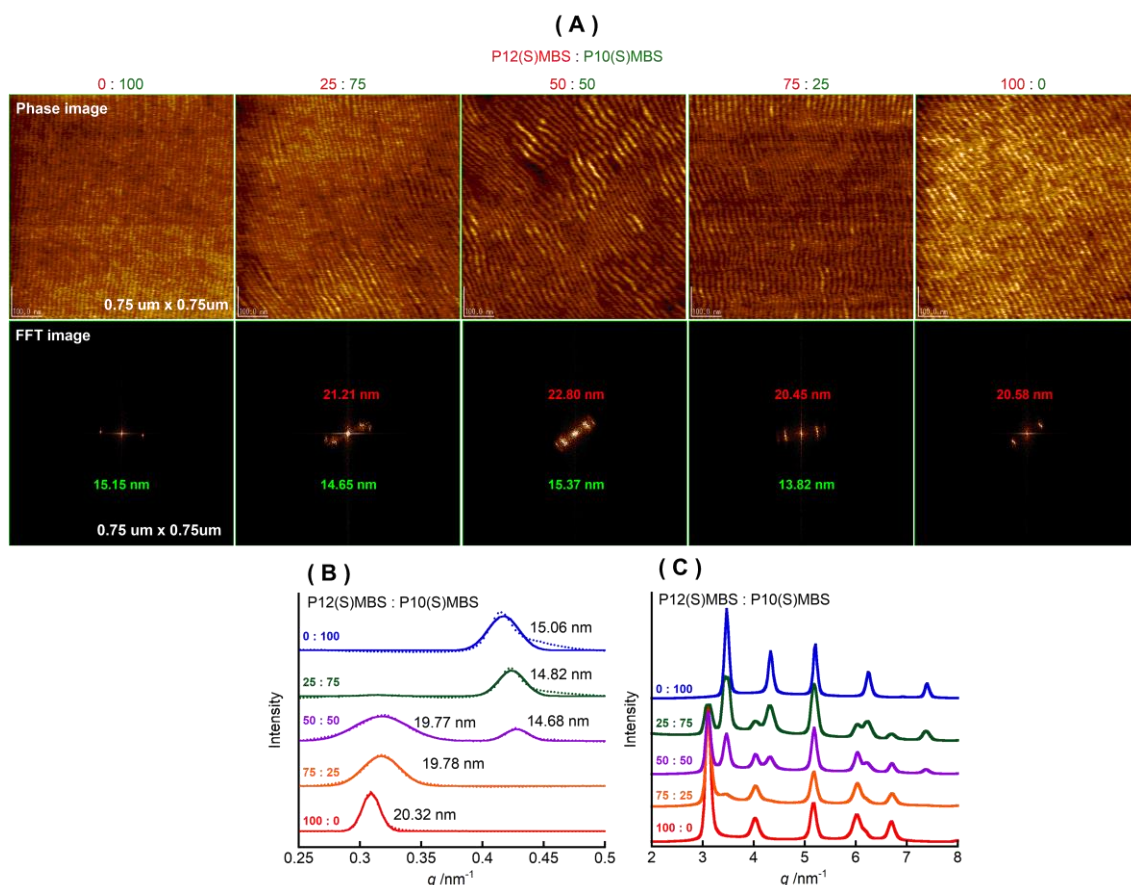 ( A )
P12(S)MBS : P10(S)MBS
0 : 100 25 : 75 50 : 50 75 : 25 100 : 0
Phase image
0.75 um x 0.75um
FFT image
21.21 nm 22.80 nm 20.45 nm 20.58 nm
15.15 nm 14.65 nm 15.37 nm 13.82 nm
0.75 um x 0.75um
( B )
P12(S)MBS : P10(S)MBS
0 : 100
15.06 nm
25 : 75
14.82 nm
50 : 50
19.77 nm
14.68 nm
75 : 25
19.78 nm
100 : 0
20.32 nm
Intensity
0.25 0.3 0.35 0.4 0.45 0.5
q /nm⁻¹
( C )
P12(S)MBS : P10(S)MBS
0 : 100
25 : 75
50 : 50
75 : 25
100 : 0
Intensity
2 3 4 5 6 7 8
q /nm⁻¹